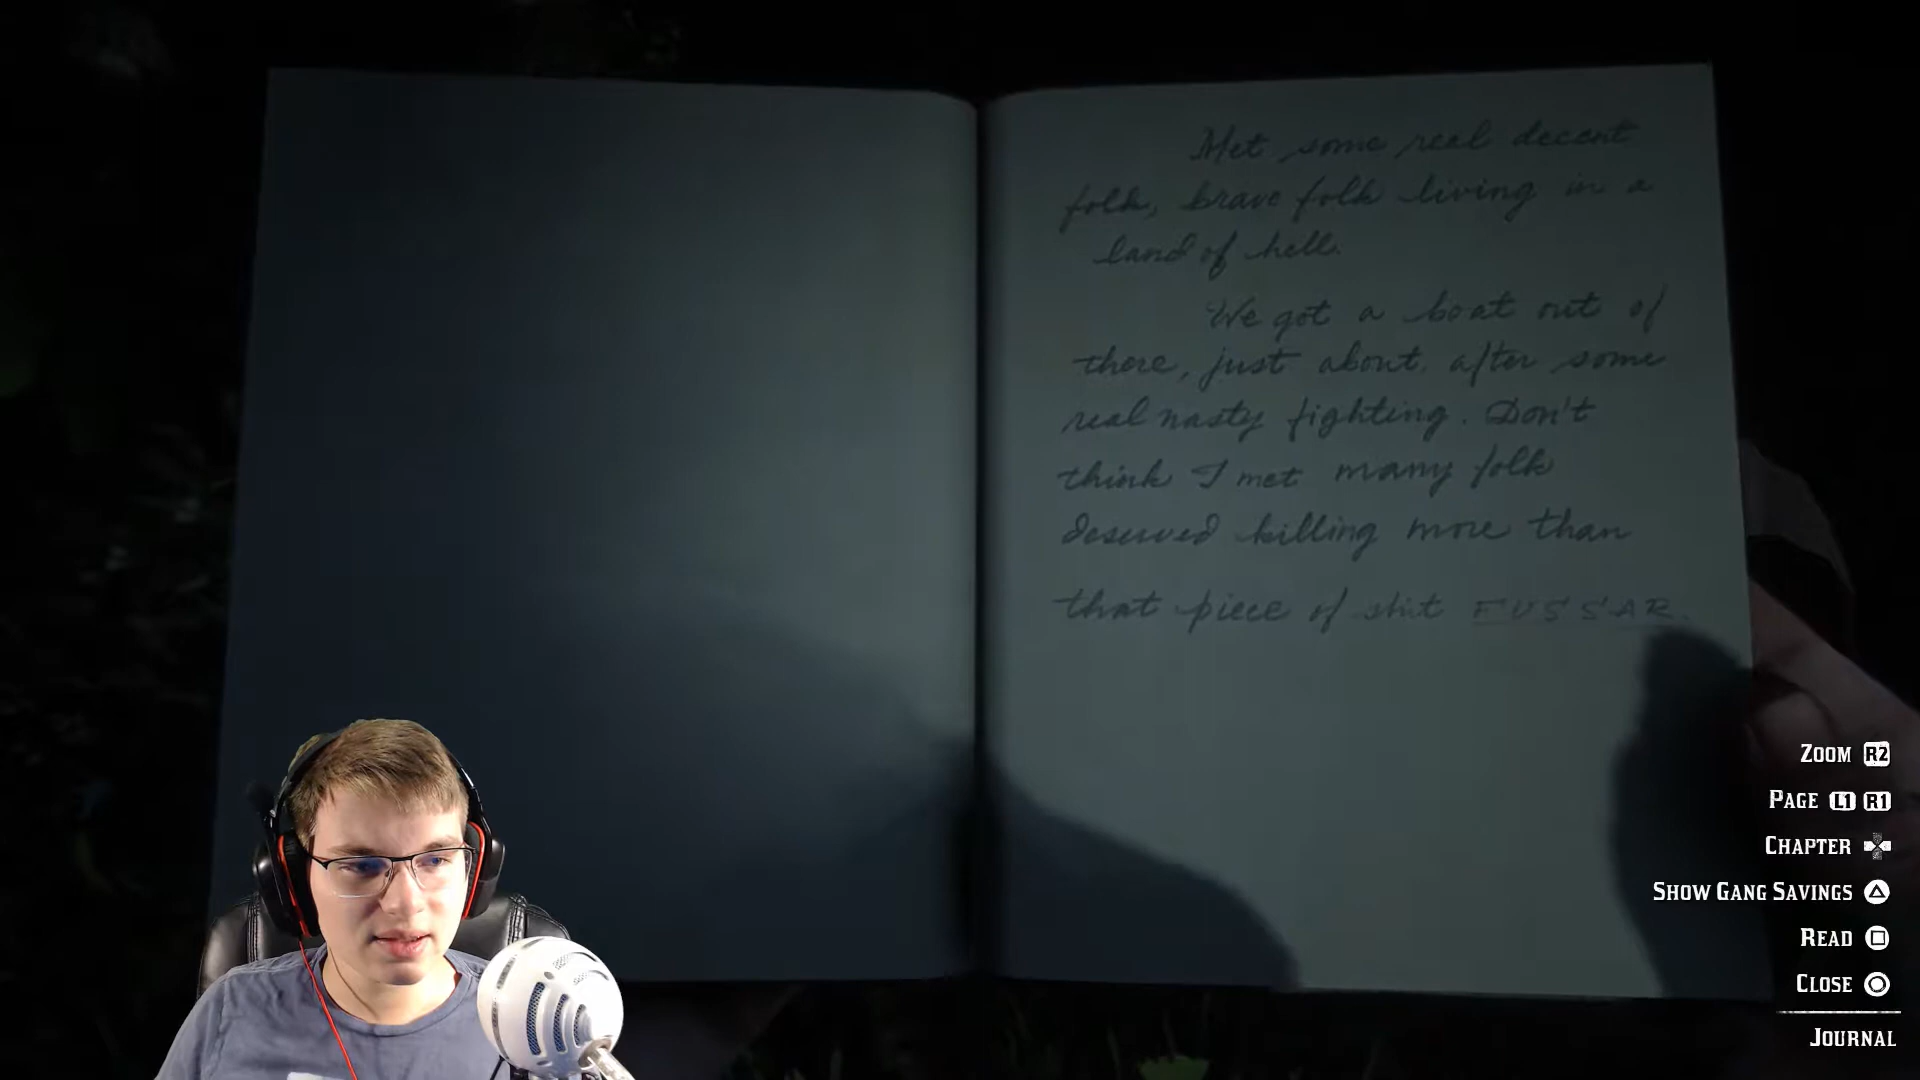 Met some real decent
folk, brave folk living in a
land of hell.
We got a boat out of
there, just about, after some
real nasty fighting. Don't
think I met many folk
deserved killing more than
that piece of shit FUSSAR.
ZOOM R2
PAGE L1 R1
CHAPTER
SHOW GANG SAVINGS
READ
CLOSE
JOURNAL